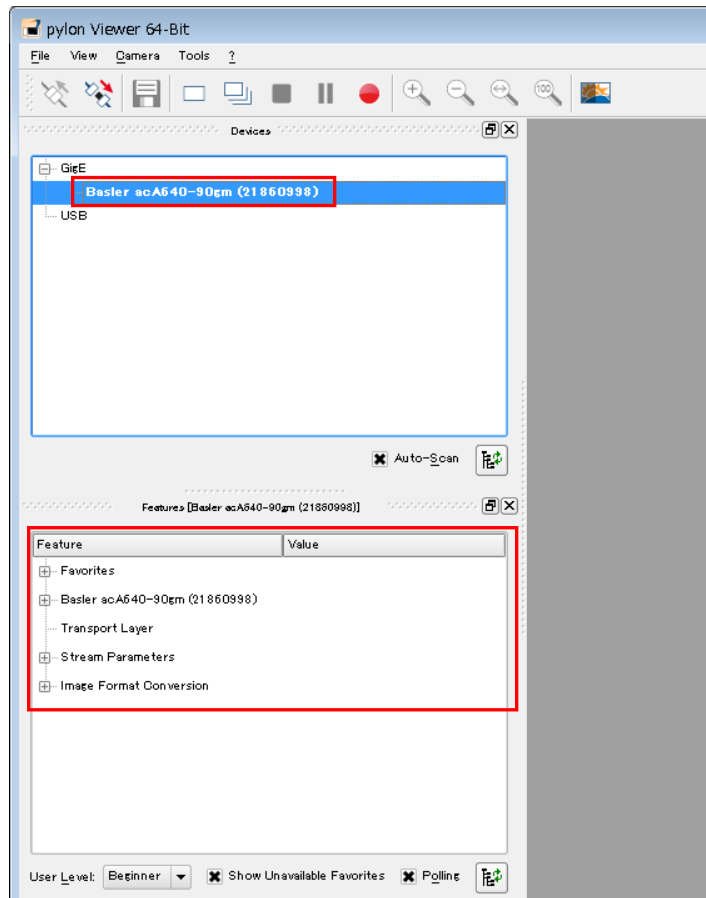 pylon Viewer 64-Bit
File View Camera Tools ?
100
Devices
GigE
Basler acA640-90gm (21860998)
USB
Auto-Scan
Features [Basler acA640-90gm (21860998)]
Feature Value
Favorites
Basler acA640-90gm (21860998)
Transport Layer
Stream Parameters
Image Format Conversion
User Level: Beginner Show Unavailable Favorites Polling